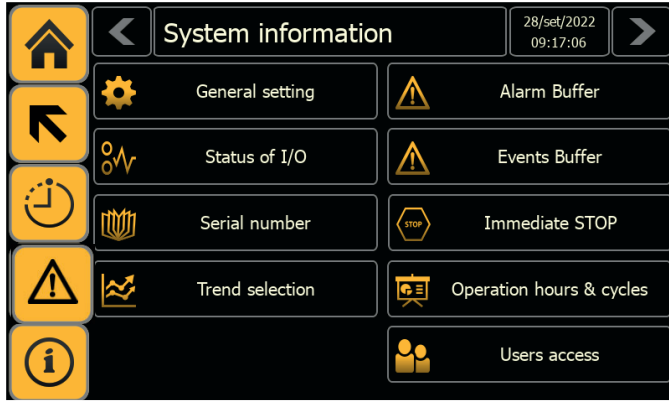 System information
28/set/2022
09:17:06
General setting
Alarm Buffer
Status of I/O
Events Buffer
Serial number
STOP
Immediate STOP
Trend selection
Operation hours & cycles
Users access